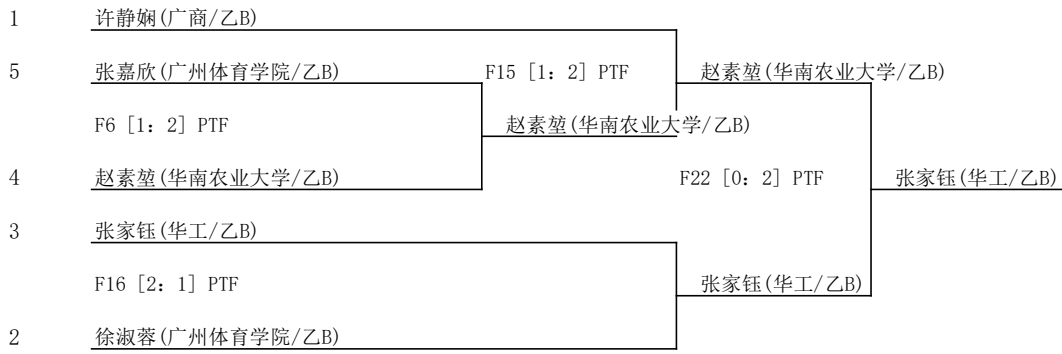 1 许静娴(广商/乙B)
5 张嘉欣(广州体育学院/乙B) F15 [1: 2] PTF 赵素堃(华南农业大学/乙B)
F6 [1: 2] PTF 赵素堃(华南农业大学/乙B)
4 赵素堃(华南农业大学/乙B) F22 [0: 2] PTF 张家钰(华工/乙B)
3 张家钰(华工/乙B)
F16 [2: 1] PTF 张家钰(华工/乙B)
2 徐淑蓉(广州体育学院/乙B)